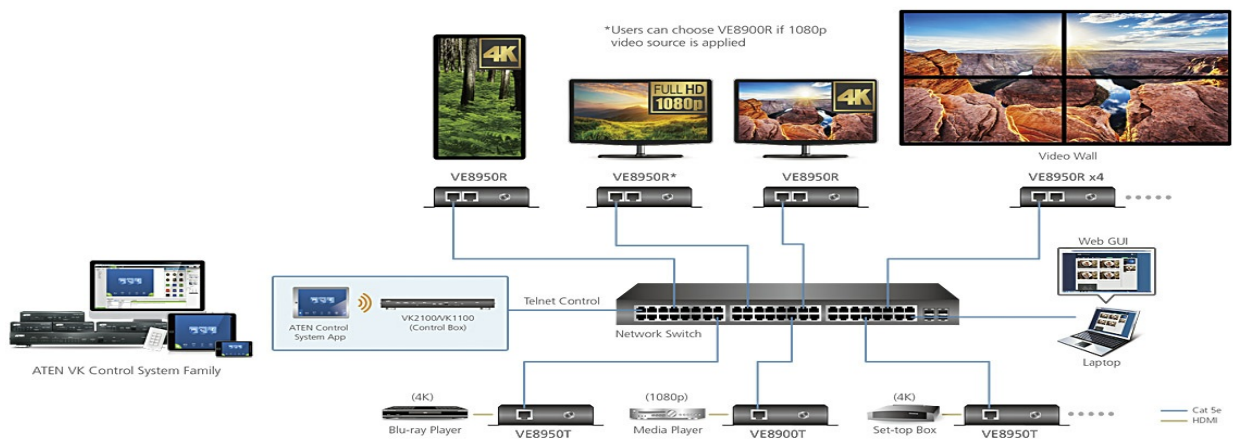 *Users can choose VE8900R if 1080p
video source is applied
4K
FULL HD
1080p
4K
Video Wall
VE8950R
VE8950R*
VE8950R
VE8950R x4
Web GUI
Telnet Control
ATEN Control
System App
VK2100/VK1100
(Control Box)
Network Switch
Laptop
ATEN VK Control System Family
(4K)
Blu-ray Player
VE8950T
(1080p)
Media Player
VE8900T
(4K)
Set-top Box
VE8950T
Cat 5e
HDMI